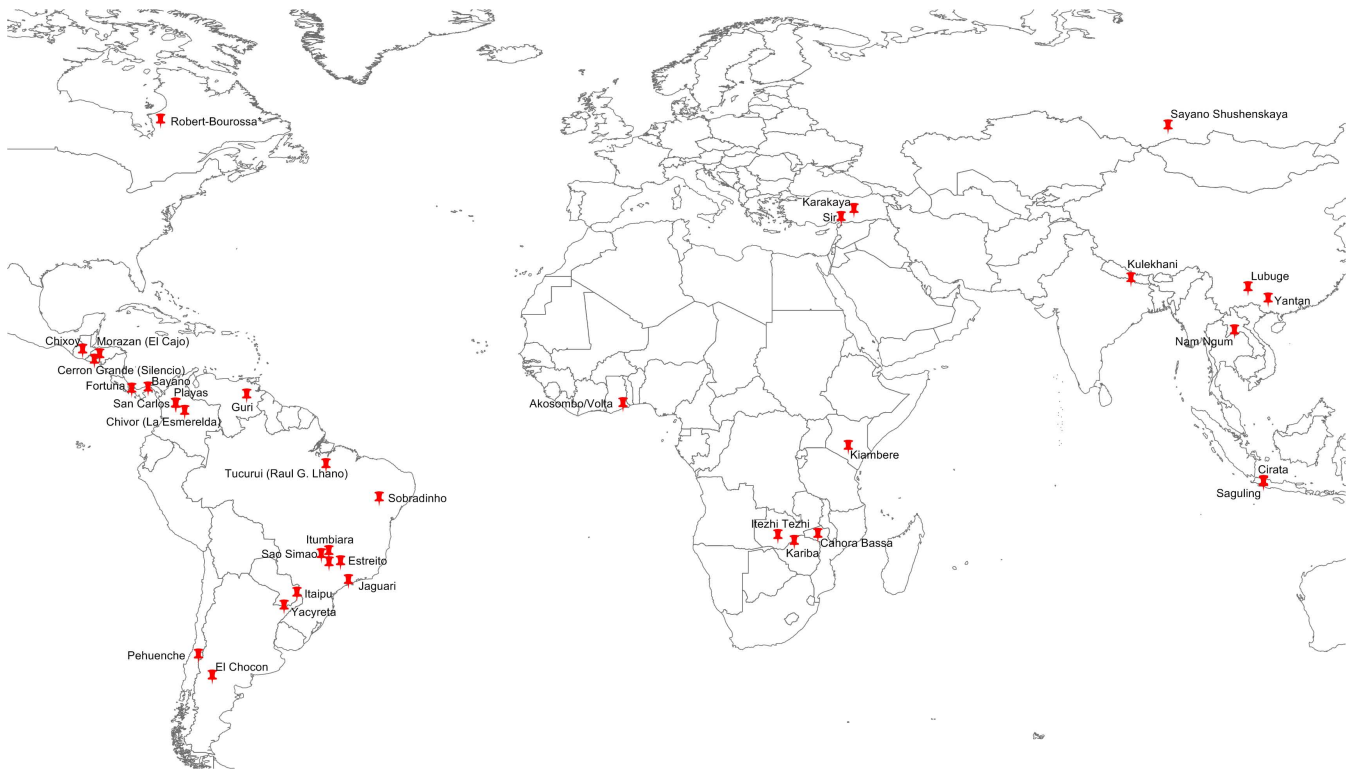 Robert-Bourossa*
Sayano Shushenskaya
Karakaya
Sir
Kulekhani
Lubuge
Yantan
Nam Ngum
Chixoy
Morazan (El Cajo)
Cerron Grande (Silencio)
Fortuna
Bayano
Playas
San Carlos
Guri
Chivor (La Esmerelda)
Akosombo/Volta
Kiambere
Tucurui (Raul G. Lhano)
Cirata
Saguling
Sobradinho
Itezhi Tezhi
Cahora Bassa
Kariba
Itumbiara
Sao Simao
Estreito
Jaguari
Itaipu
Yacyreta
Pehuenche
El Chocon